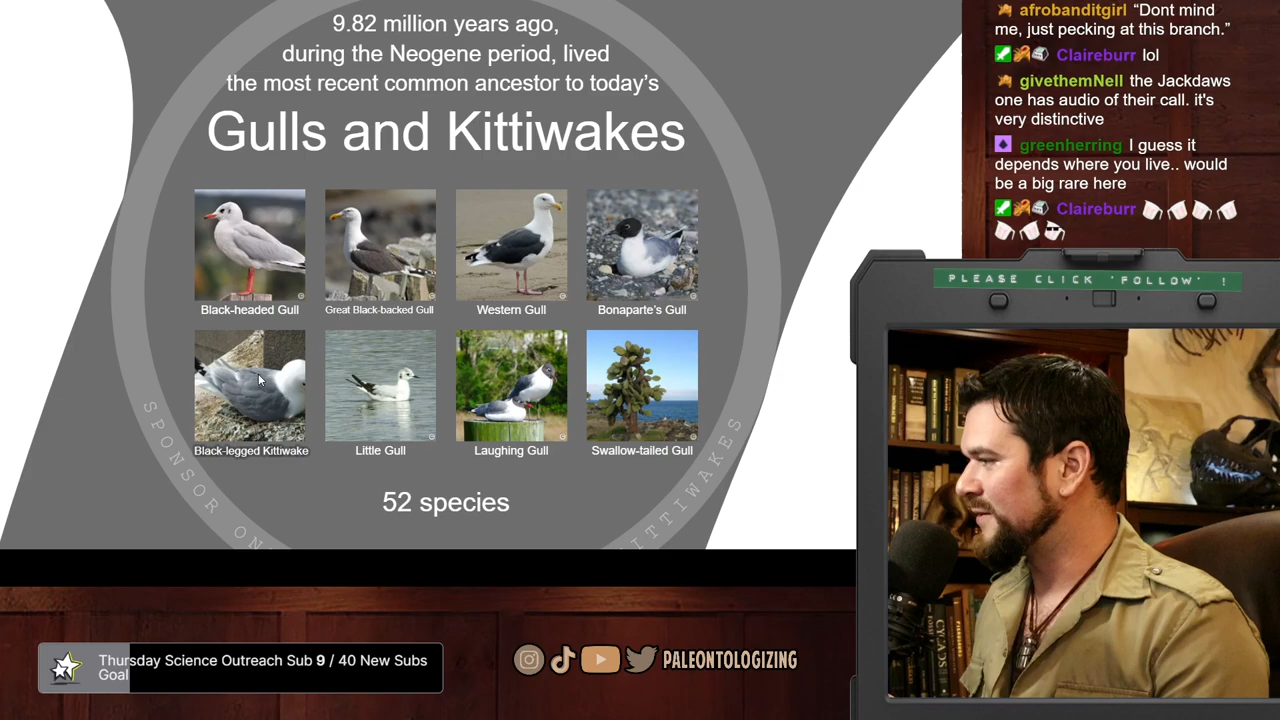 9.82 million years ago,
during the Neogene period, lived
the most recent common ancestor to today's
Gulls and Kittiwakes
Black-headed Gull
Great Black-backed Gull
Western Gull
Bonaparte's Gull
Black-legged Kittiwake
Little Gull
Laughing Gull
Swallow-tailed Gull
52 species
SPONSOR ON
TTIWAKES
afrobanditgirl "Dont mind
me, just pecking at this branch."
Claireburr lol
givethemNell the Jackdaws
one has audio of their call. it's
very distinctive
greenherring I guess it
depends where you live.. would
be a big rare here
Claireburr
PLEASE CLICK 'FOLLOW' !
Thursday Science Outreach Sub 9 / 40 New Subs
Goal
PALEONTOLOGIZING